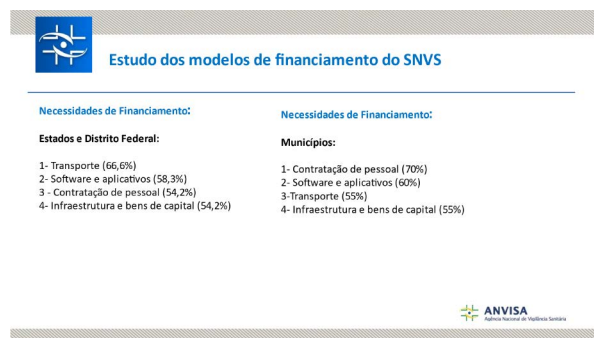 Estudo dos modelos de financiamento do SNVS
Necessidades de Financiamento:
Estados e Distrito Federal:
1- Transporte (66,6%)
2- Software e aplicativos (58,3%)
3 - Contratação de pessoal (54,2%)
4- Infraestrutura e bens de capital (54,2%)
Necessidades de Financiamento:
Municípios:
1- Contratação de pessoal (70%)
2- Software e aplicativos (60%)
3-Transporte (55%)
4- Infraestrutura e bens de capital (55%)
ANVISA
Agência Nacional de Vigilância Sanitária